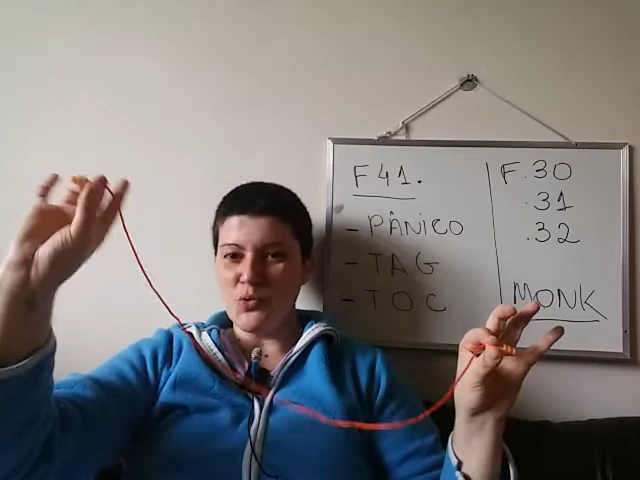 F41.
- PÂNICO
- TAG
- TOC
F.30
.31
.32
MONK